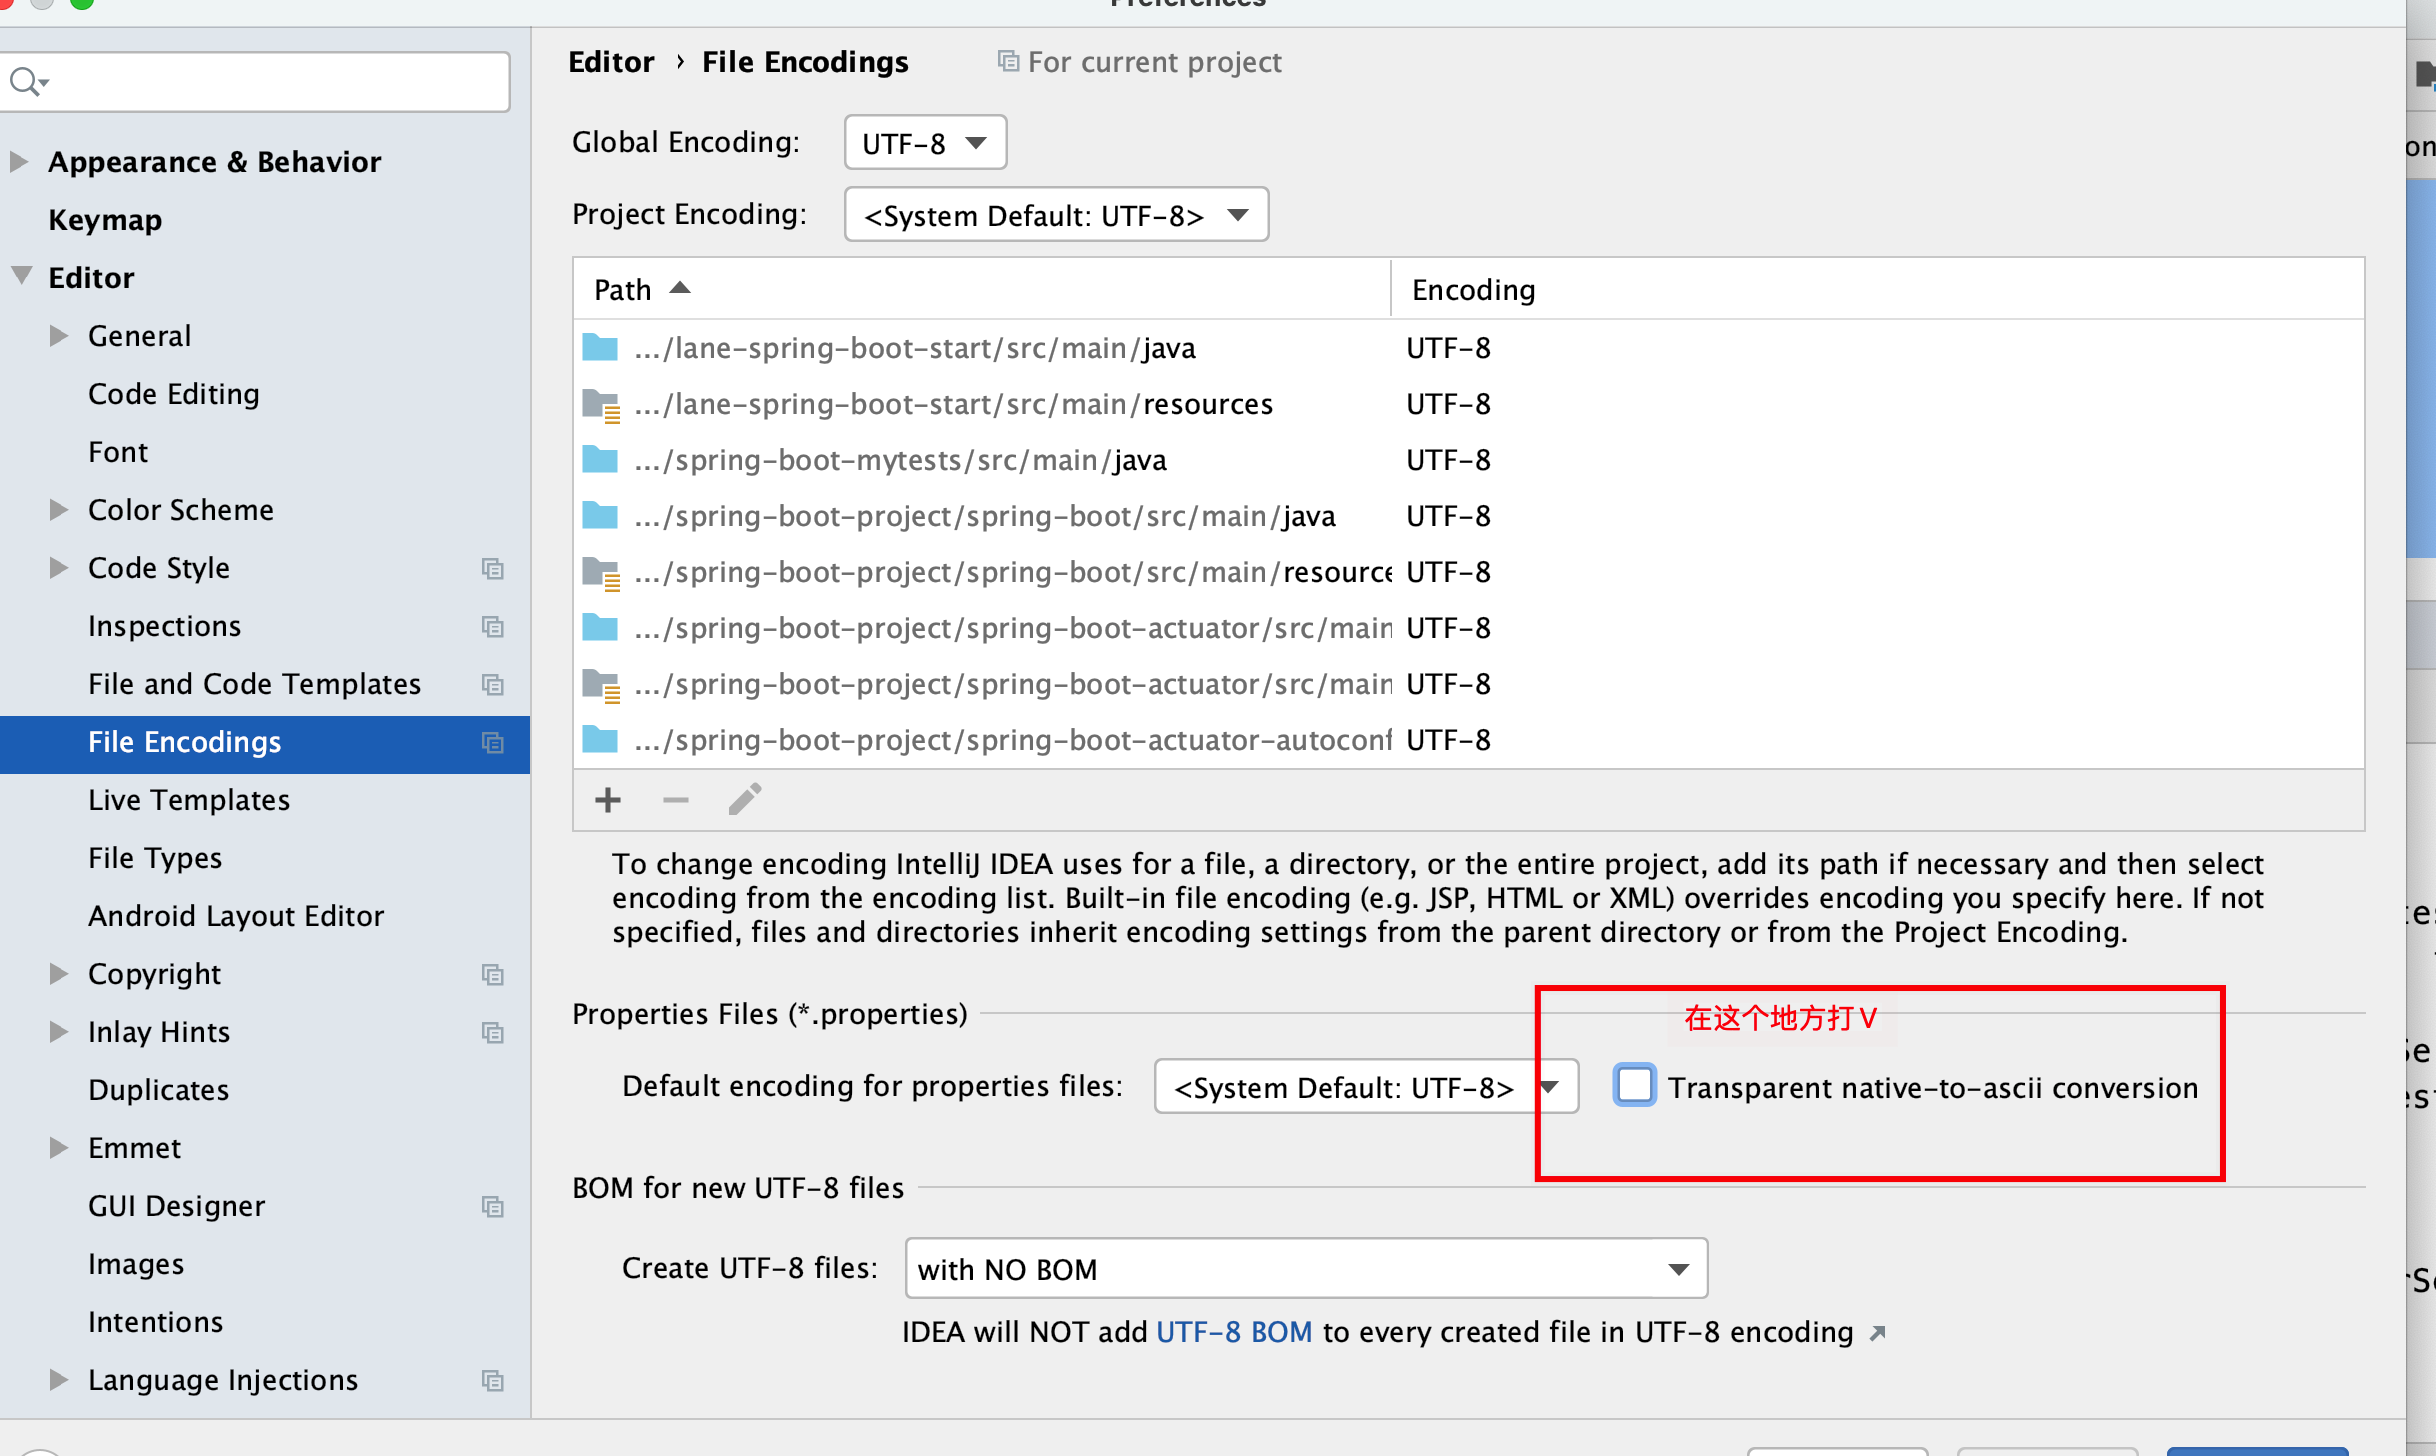 Preferences
Editor › File Encodings
For current project
Appearance & Behavior
Keymap
Editor
General
Code Editing
Font
Color Scheme
Code Style
Inspections
File and Code Templates
File Encodings
Live Templates
File Types
Android Layout Editor
Copyright
Inlay Hints
Duplicates
Emmet
GUI Designer
Images
Intentions
Language Injections
Global Encoding: UTF-8
Project Encoding: <System Default: UTF-8>
Path Encoding
.../lane-spring-boot-start/src/main/java UTF-8
.../lane-spring-boot-start/src/main/resources UTF-8
.../spring-boot-mytests/src/main/java UTF-8
.../spring-boot-project/spring-boot/src/main/java UTF-8
.../spring-boot-project/spring-boot/src/main/resource UTF-8
.../spring-boot-project/spring-boot-actuator/src/main UTF-8
.../spring-boot-project/spring-boot-actuator/src/main UTF-8
.../spring-boot-project/spring-boot-actuator-autoconf UTF-8
To change encoding IntelliJ IDEA uses for a file, a directory, or the entire project, add its path if necessary and then select
encoding from the encoding list. Built-in file encoding (e.g. JSP, HTML or XML) overrides encoding you specify here. If not
specified, files and directories inherit encoding settings from the parent directory or from the Project Encoding.
Properties Files (*.properties)
在这个地方打V
Default encoding for properties files: <System Default: UTF-8> Transparent native-to-ascii conversion
BOM for new UTF-8 files
Create UTF-8 files: with NO BOM
IDEA will NOT add UTF-8 BOM to every created file in UTF-8 encoding ↗